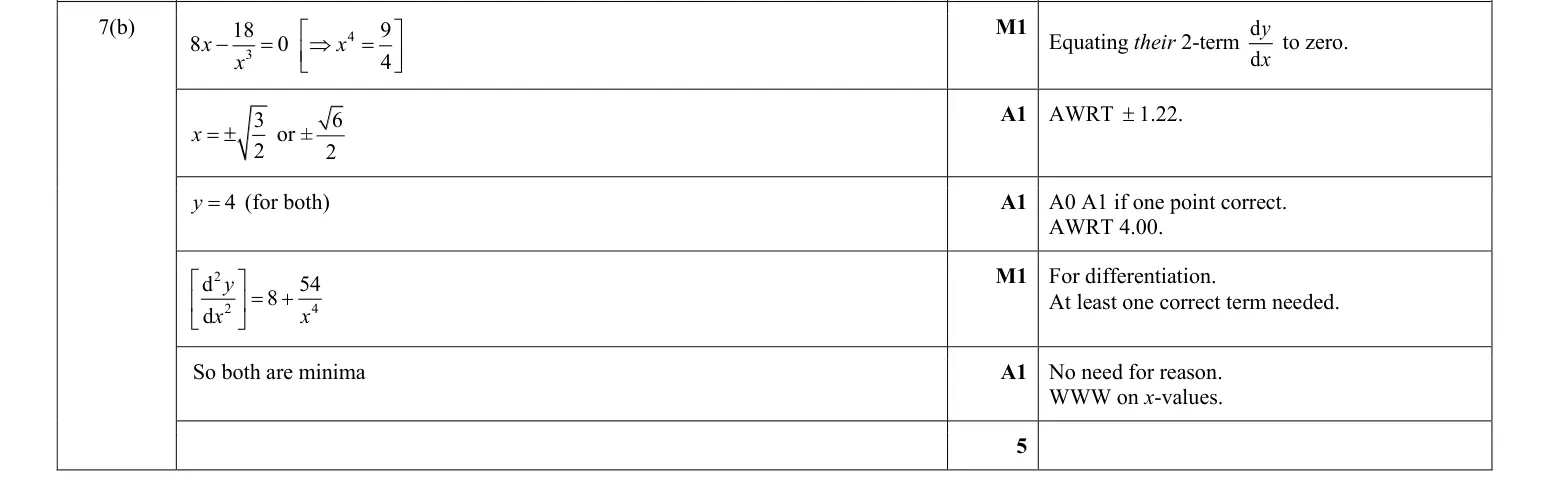 7(b)
8x − 18/x³ = 0 [⇒ x⁴ = 9/4]
M1
Equating their 2-term dy/dx to zero.
x = ±√(3/2) or ±√6/2
A1
AWRT ± 1.22.
y = 4 (for both)
A1
A0 A1 if one point correct.
AWRT 4.00.
[d²y/dx²] = 8 + 54/x⁴
M1
For differentiation.
At least one correct term needed.
So both are minima
A1
No need for reason.
WWW on x-values.
5